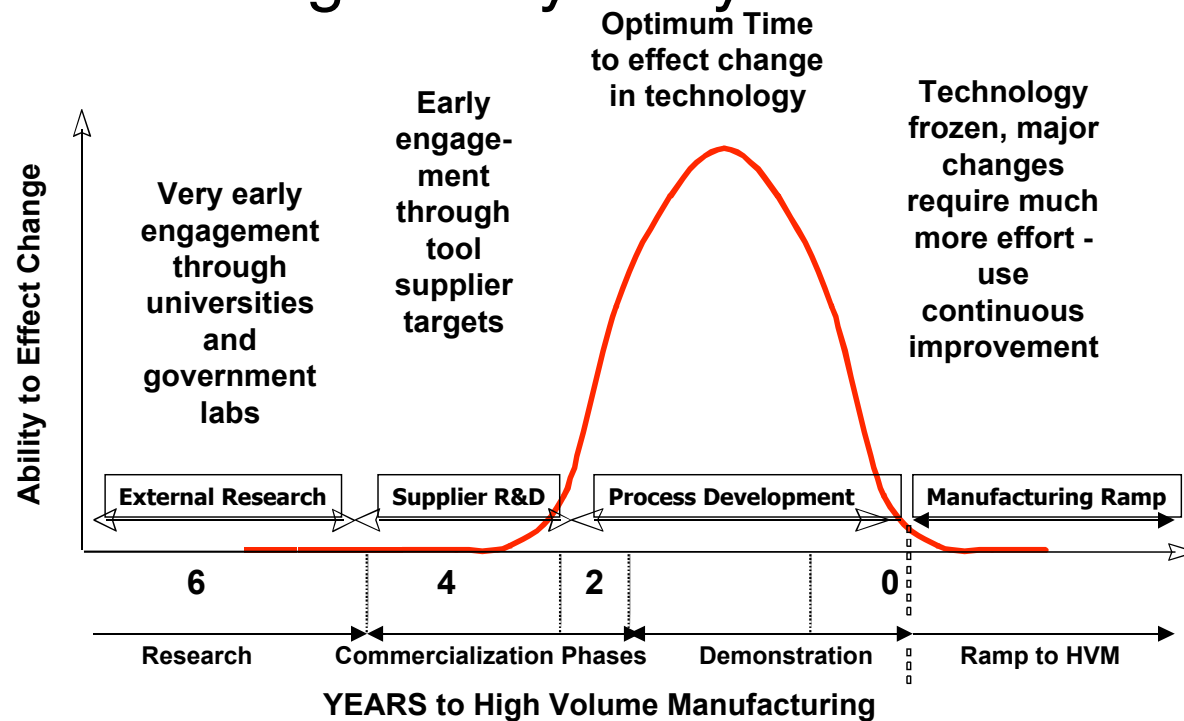 Optimum Time
to effect change
in technology
Early
engage-
ment
through
tool
supplier
targets
Technology
frozen, major
changes
require much
more effort -
use
continuous
improvement
Very early
engagement
through
universities
and
government
labs
Ability to Effect Change
External Research
Supplier R&D
Process Development
Manufacturing Ramp
6
4
2
0
Research
Commercialization Phases
Demonstration
Ramp to HVM
YEARS to High Volume Manufacturing